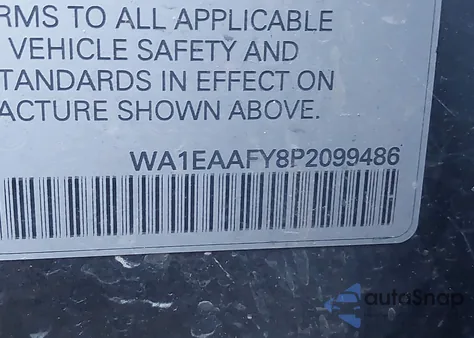 RMS TO ALL APPLICABLE
VEHICLE SAFETY AND
TANDARDS IN EFFECT ON
ACTURE SHOWN ABOVE.
WA1EAAFY8P2099486
autoSnap